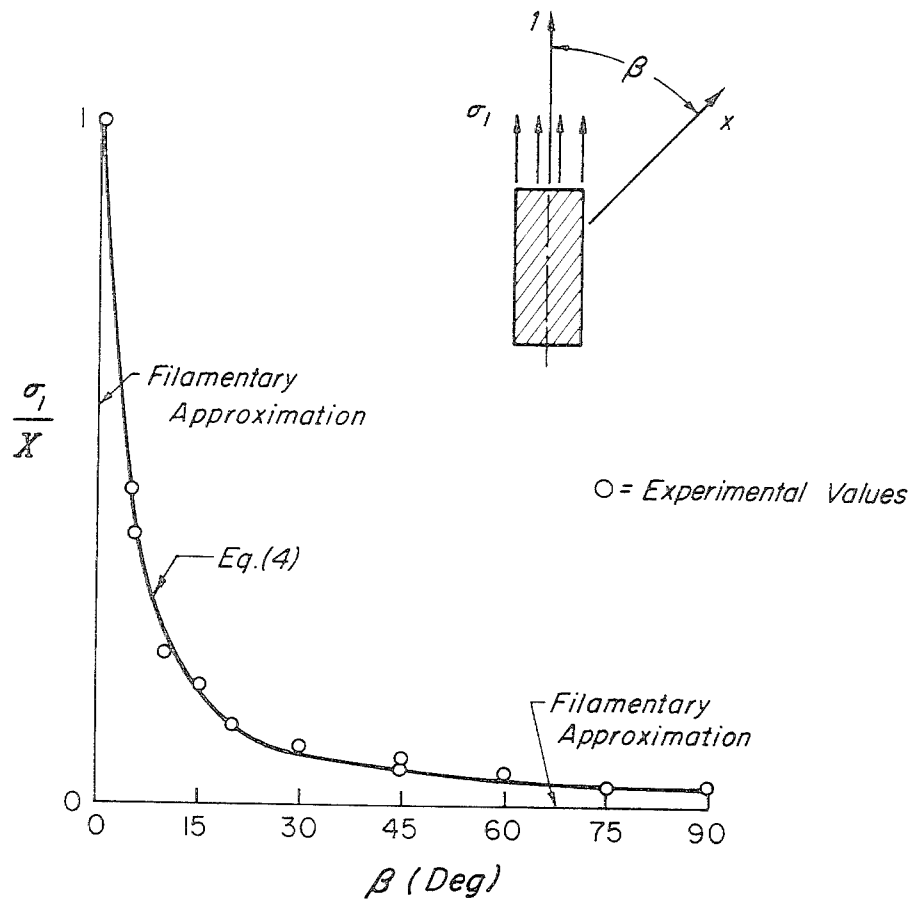 1
β
σ₁
x
1
Filamentary
Approximation
σ₁
X
○ = Experimental Values
Eq.(4)
Filamentary
Approximation
0
0 15 30 45 60 75 90
β (Deg)